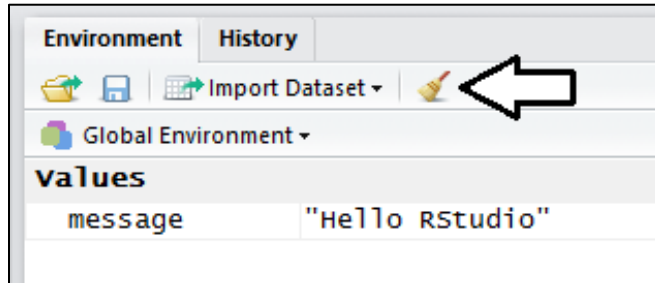 Environment History
Import Dataset
Global Environment
Values
message "Hello RStudio"